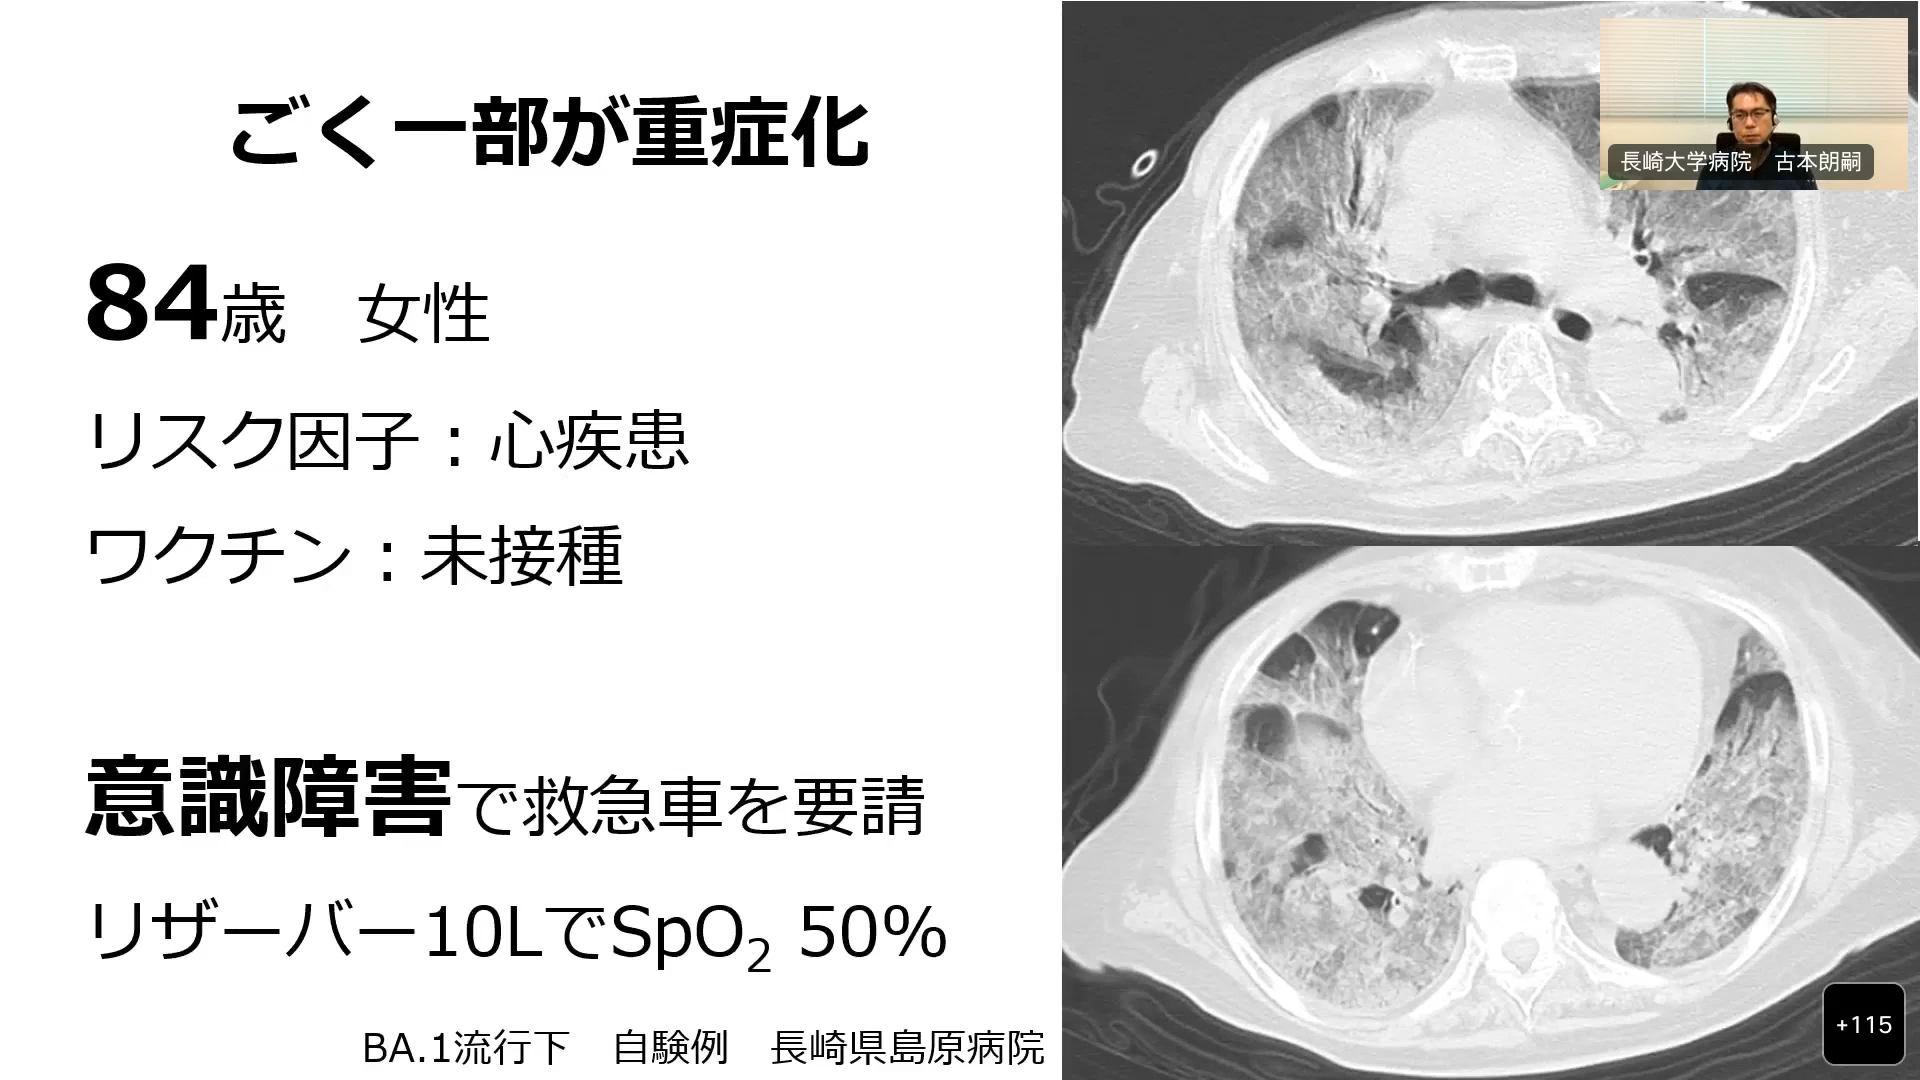 ごく一部が重症化
84歳　女性
リスク因子：心疾患
ワクチン：未接種
意識障害で救急車を要請
リザーバー10LでSpO₂ 50%
BA.1流行下　自験例　長崎県島原病院
長崎大学病院　古本朗嗣
+115